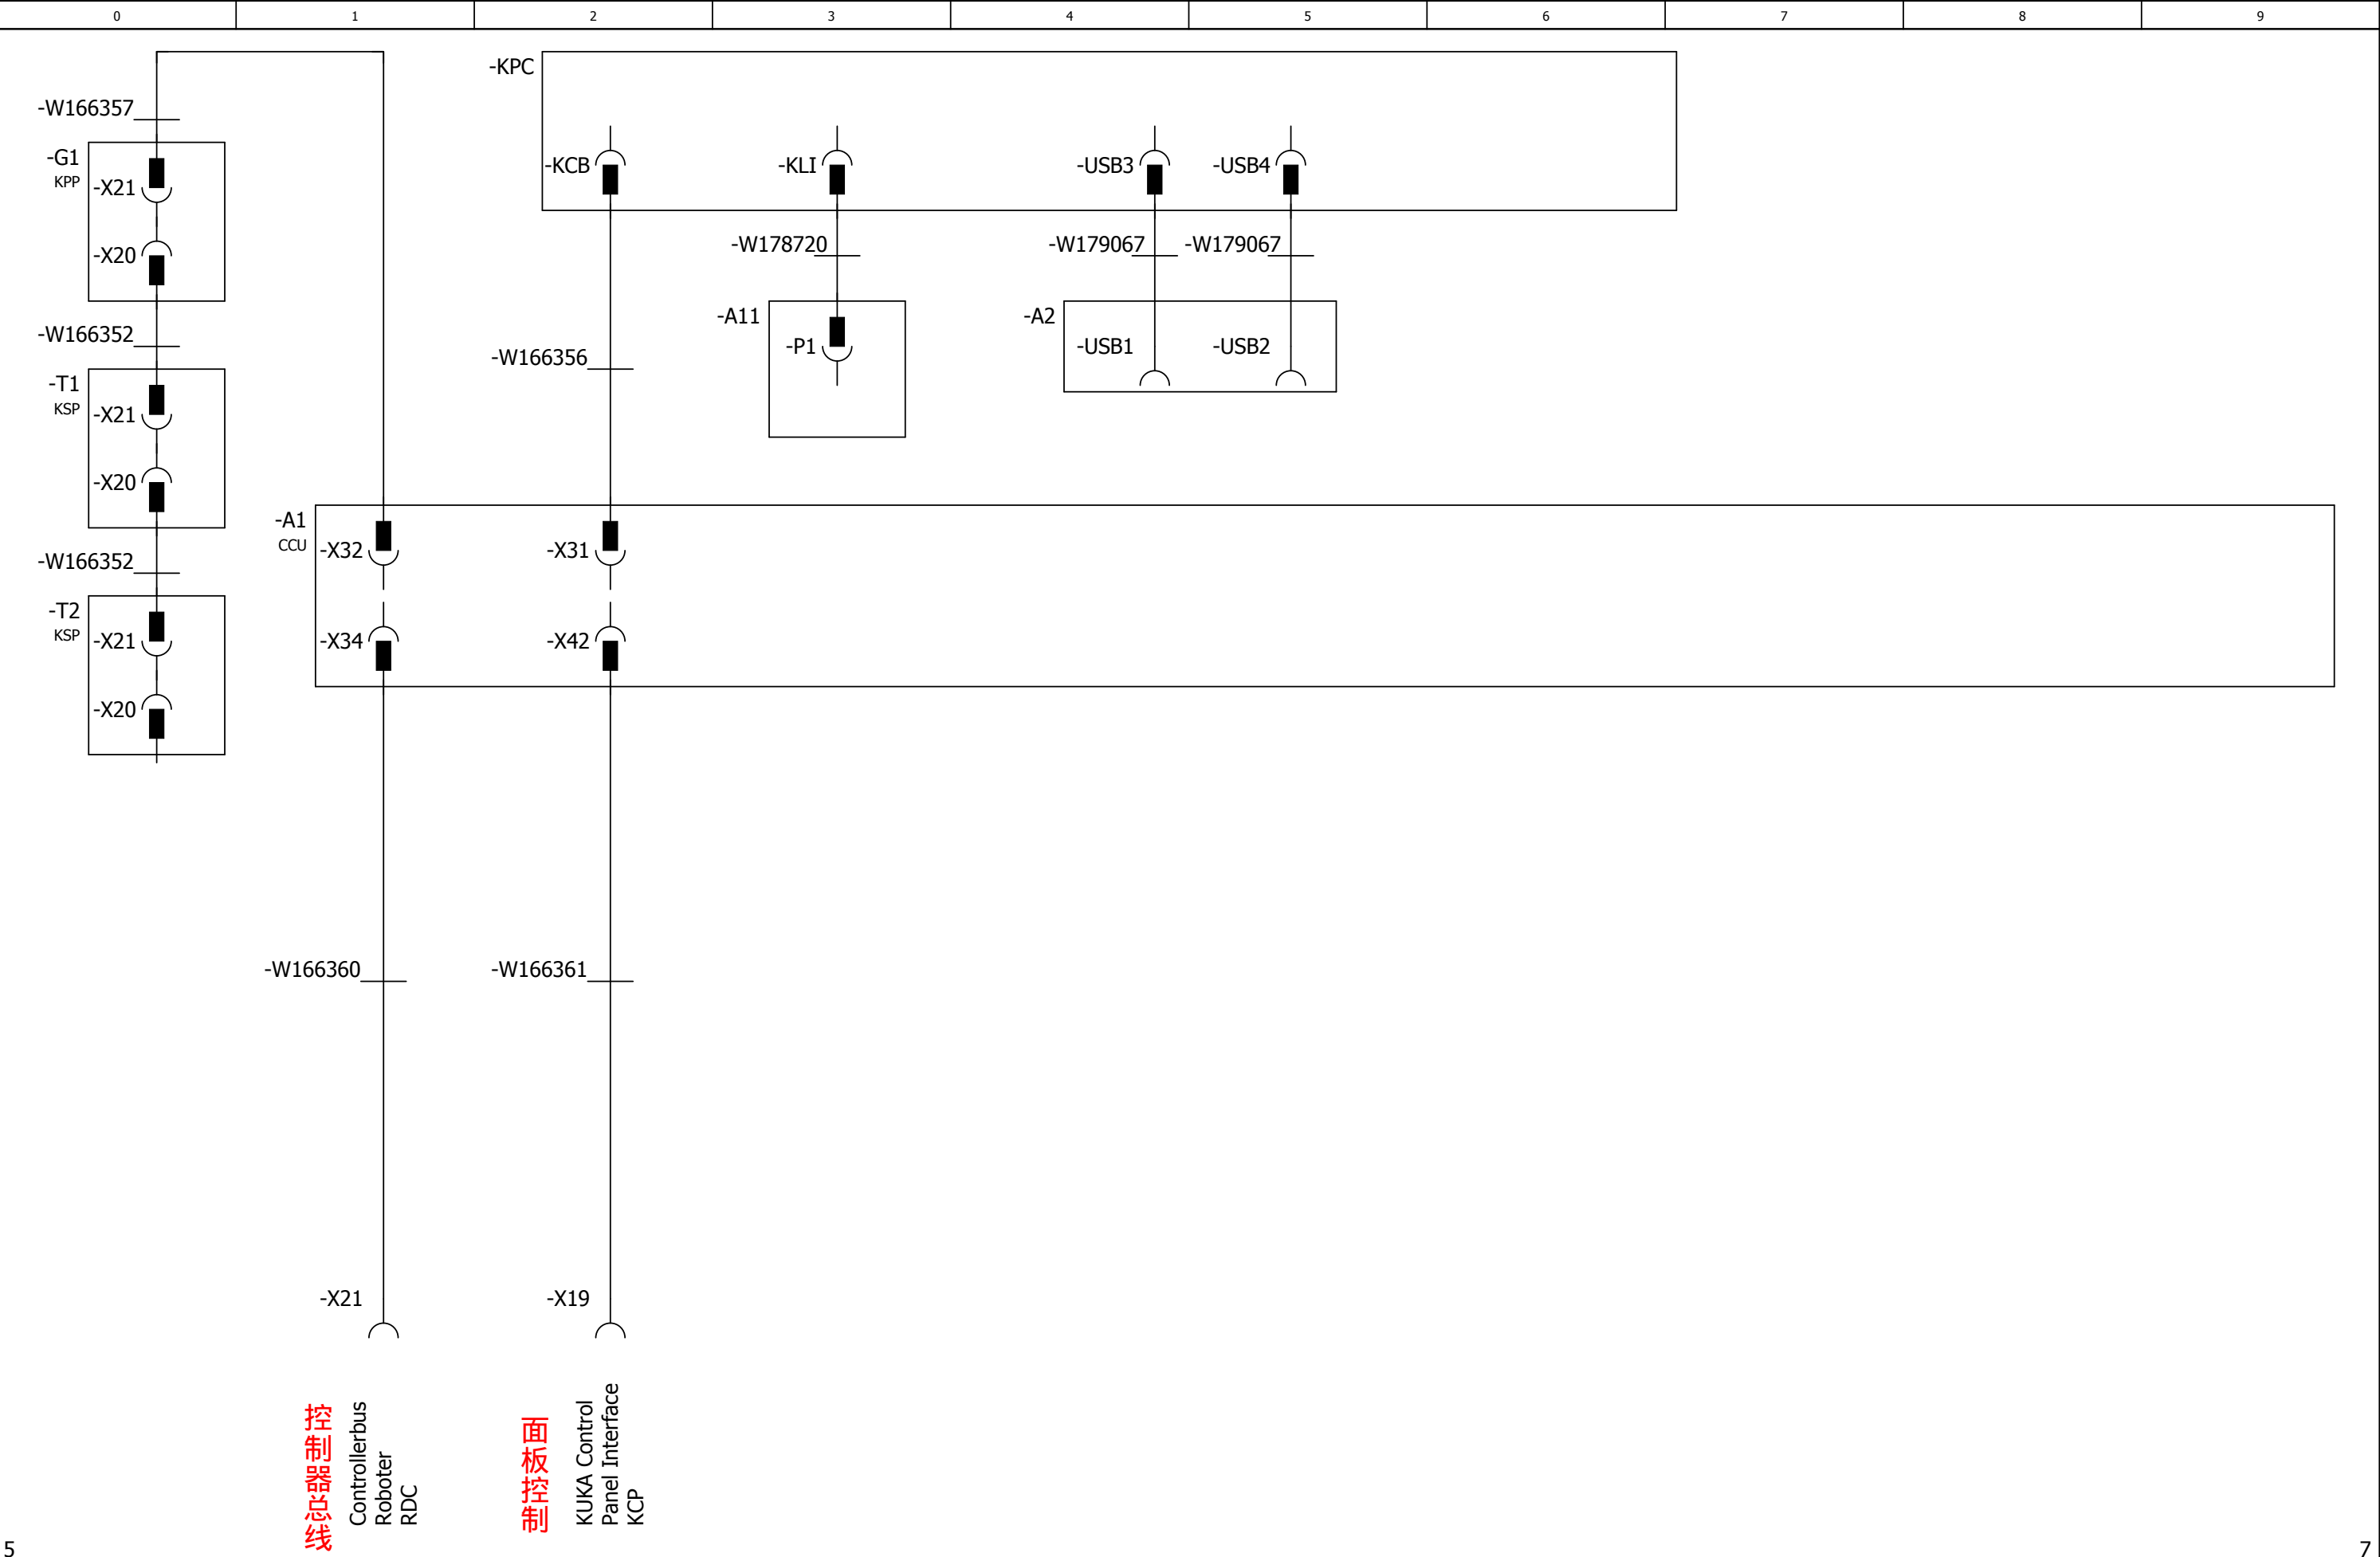 0 1 2 3 4 5 6 7 8 9
-KPC
-W166357
-G1
KPP
-X21
-X20
-KCB
-KLI
-USB3
-USB4
-W178720
-W179067
-W179067
-W166352
-A11
-P1
-A2
-USB1
-USB2
-W166356
-T1
KSP
-X21
-X20
-A1
CCU
-X32
-X31
-X34
-X42
-W166352
-T2
KSP
-X21
-X20
-W166360
-W166361
-X21
-X19
控制器总线
Controllerbus
Roboter
RDC
面板控制
KUKA Control
Panel Interface
KCP
5
7